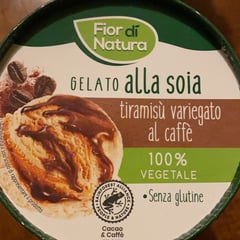 Fior di
Natura
GELATO alla soia
tiramisù variegato
al caffè
100%
VEGETALE
• Senza glutine
Cacao
& Caffè